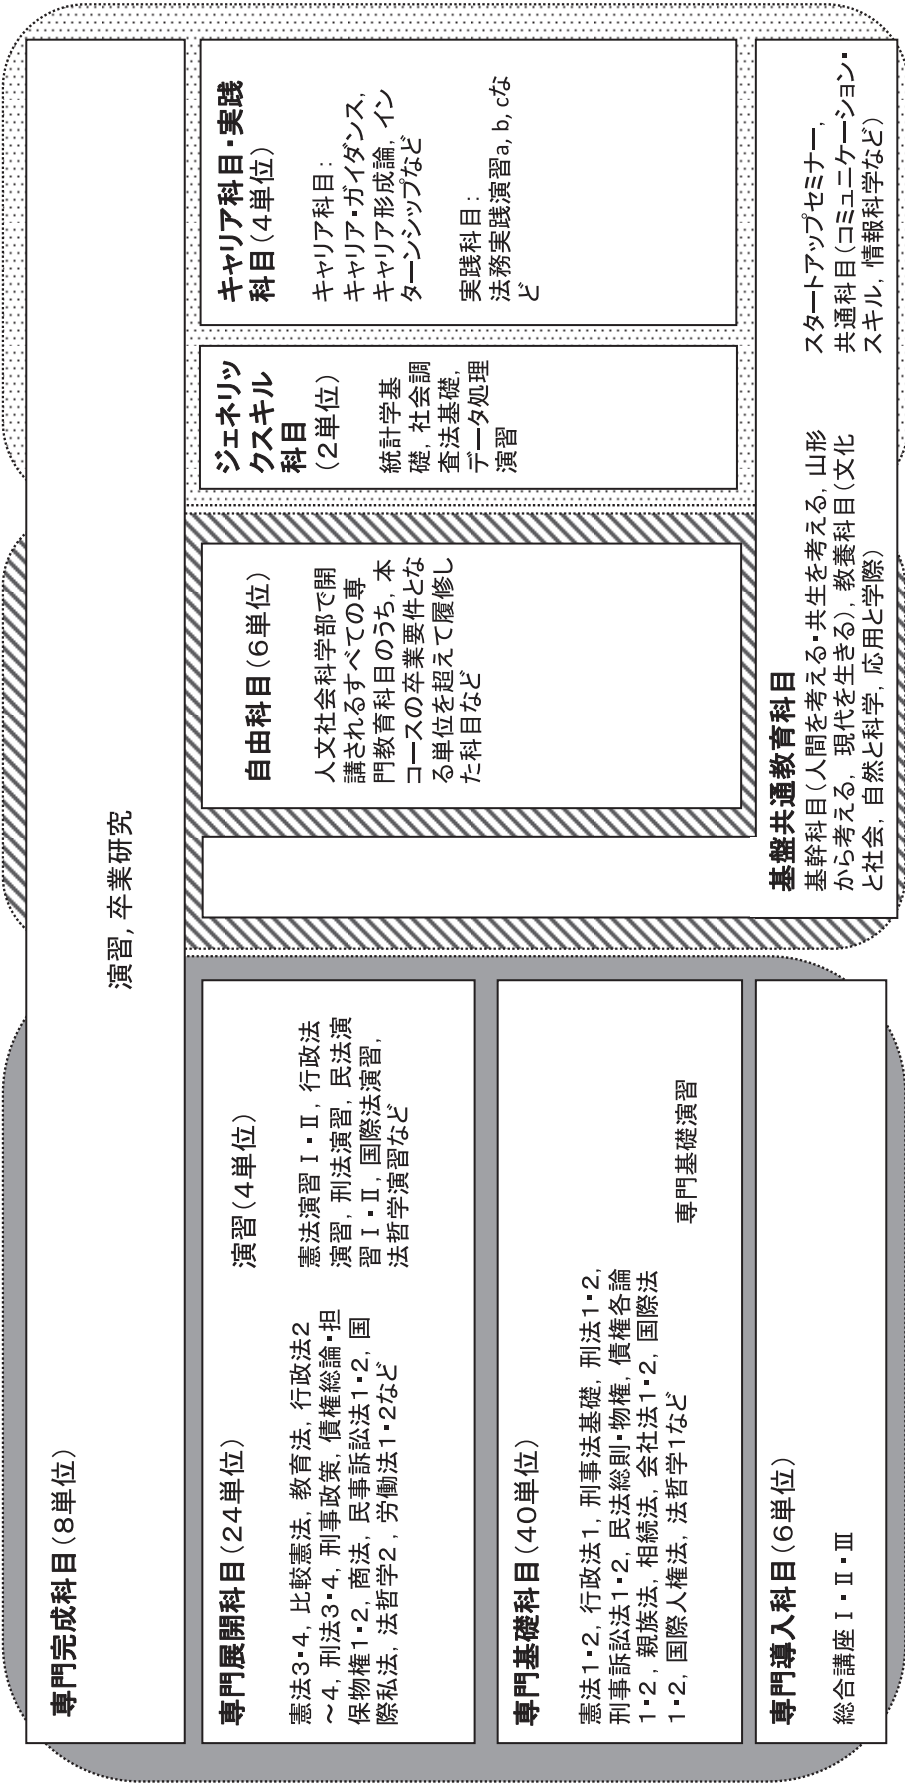 専門完成科目（8単位）
演習, 卒業研究
専門展開科目（24単位）
憲法3・4, 比較憲法, 教育法, 行政法2
～4, 刑法3・4, 刑事政策, 債権総論・担
保物権1・2, 商法, 民事訴訟法1・2, 国
際私法, 法哲学2 , 労働法1・2など
演習（4単位）
憲法演習Ⅰ・Ⅱ, 行政法
演習, 刑法演習, 民法演
習Ⅰ・Ⅱ, 国際法演習,
法哲学演習など
専門基礎科目（40単位）
憲法1・2, 行政法1, 刑事法基礎, 刑法1・2,
刑事訴訟法1・2, 民法総則・物権, 債権各論
1・2 , 親族法, 相続法, 会社法1・2, 国際法
1・2, 国際人権法, 法哲学1など
専門基礎演習
専門導入科目（6単位）
総合講座Ⅰ・Ⅱ・Ⅲ
自由科目（6単位）
人文社会科学部で開
講されるすべての専
門教育科目のうち, 本
コースの卒業要件とな
る単位を超えて履修し
た科目など
ジェネリッ
クスキル
科目
（2単位）
統計学基
礎, 社会調
査法基礎,
データ処理
演習
キャリア科目・実践
科目（4単位）
キャリア科目：
キャリア・ガイダンス,
キャリア形成論, イン
ターンシップなど
実践科目：
法務実践演習a, b, cな
ど
基盤共通教育科目
基幹科目（人間を考える・共生を考える, 山形
から考える, 現代を生きる）, 教養科目（文化
と社会, 自然と科学, 応用と学際）
スタートアップセミナー,
共通科目（コミュニケーション・
スキル, 情報科学など）